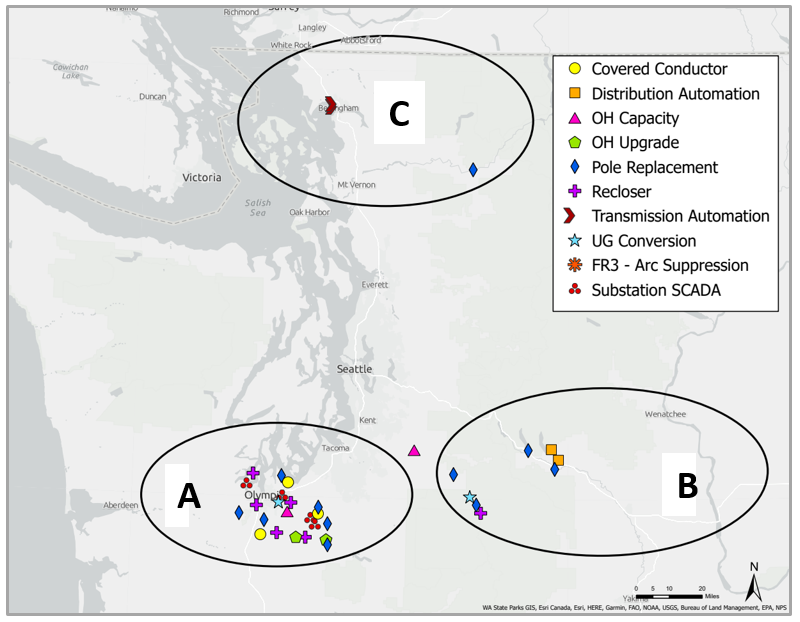 Nanaimo
Richmond
Surrey
Langley
Abbotsford
White Rock
Cowichan
Lake
Duncan
Bellingham
C
Victoria
Mt Vernon
Salish
Sea
Oak Harbor
Everett
Seattle
Kent
Wenatchee
Tacoma
A
Olympia
Aberdeen
B
Yakima
Covered Conductor
Distribution Automation
OH Capacity
OH Upgrade
Pole Replacement
Recloser
Transmission Automation
UG Conversion
FR3 - Arc Suppression
Substation SCADA
N
0 5 10 20
Miles
WA State Parks GIS, Esri Canada, Esri, HERE, Garmin, FAO, NOAA, USGS, Bureau of Land Management, EPA, NPS